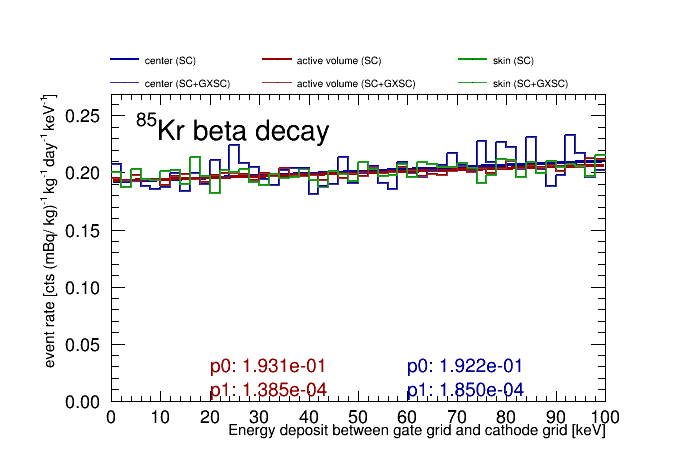 center (SC) active volume (SC) skin (SC)
center (SC+GXSC) active volume (SC+GXSC) skin (SC+GXSC)
85Kr beta decay
event rate [cts (mBq/ kg)-1 kg-1 day-1 keV-1]
0.25
0.20
0.15
0.10
0.05
0.00
p0: 1.931e-01 p0: 1.922e-01
p1: 1.385e-04 p1: 1.850e-04
0 10 20 30 40 50 60 70 80 90 100
Energy deposit between gate grid and cathode grid [keV]